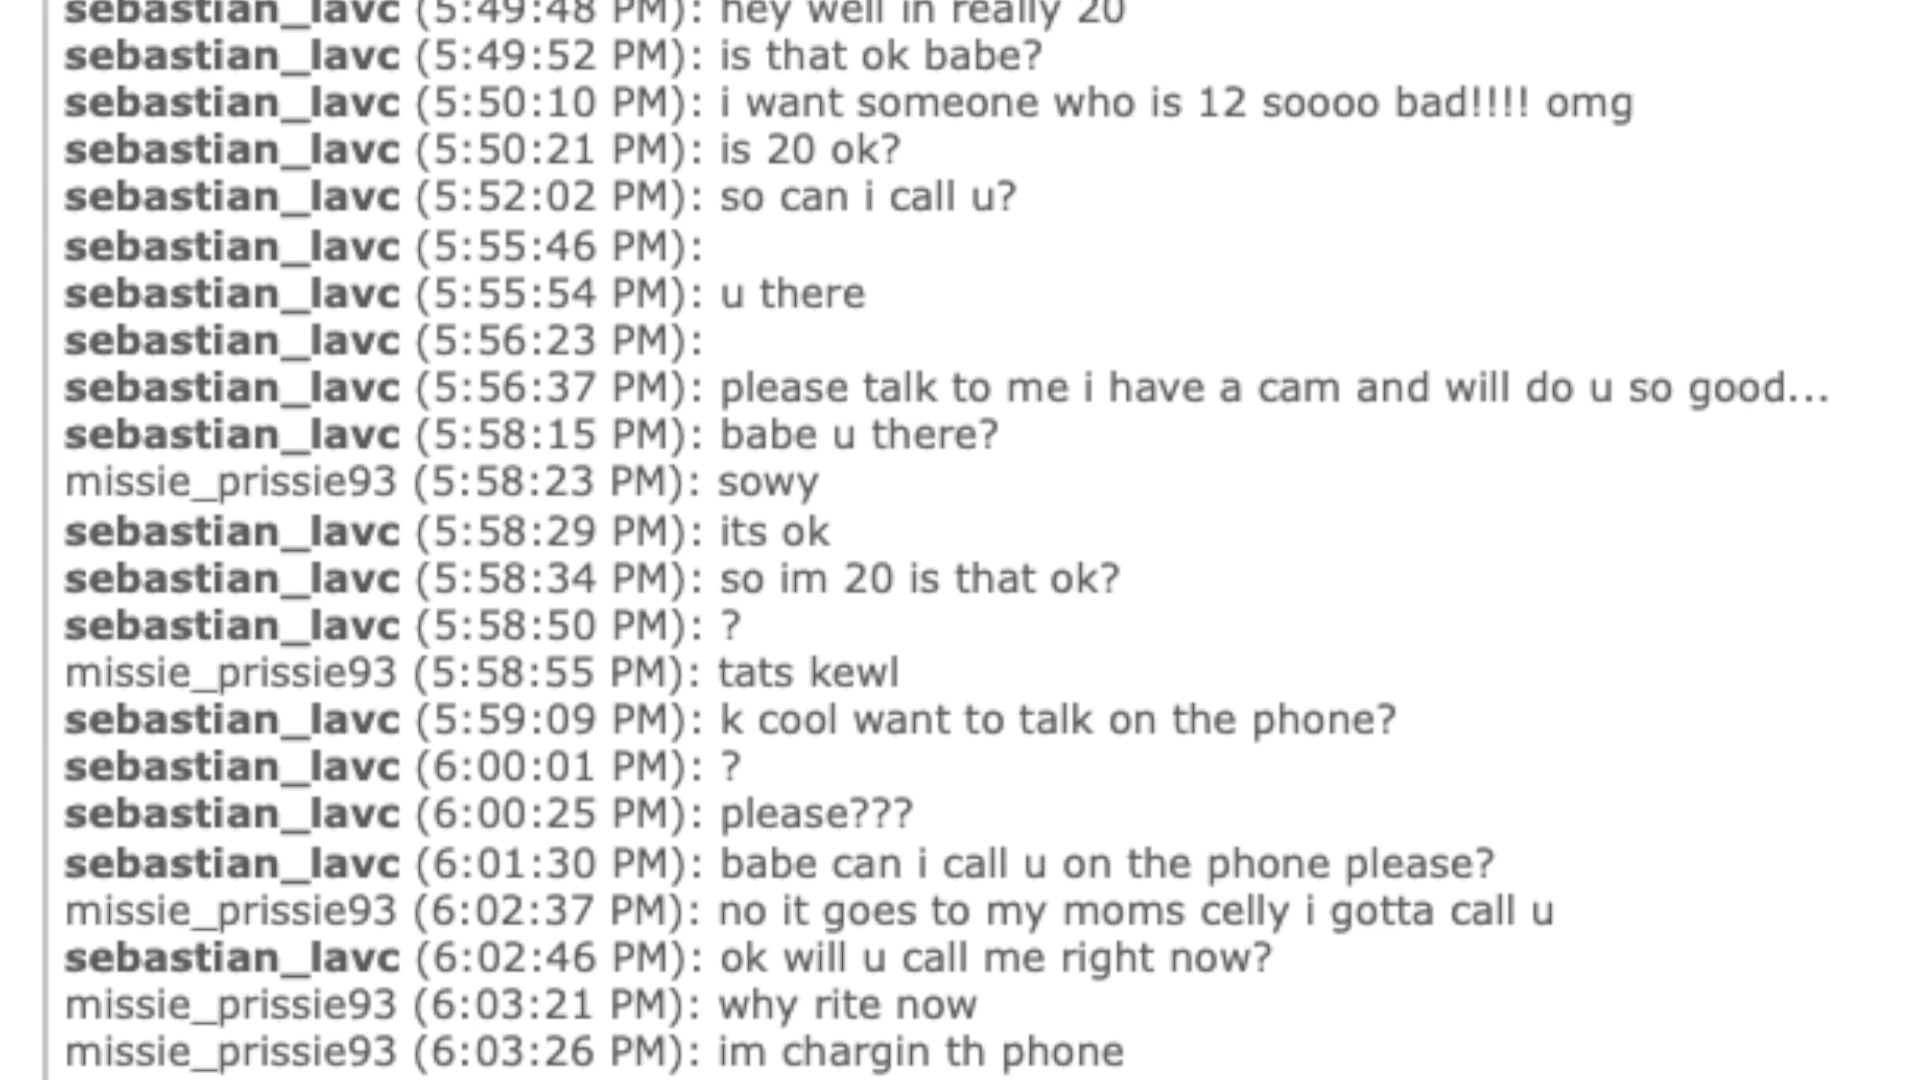 sebastian_lavc (5:49:48 PM): hey well in really 20
sebastian_lavc (5:49:52 PM): is that ok babe?
sebastian_lavc (5:50:10 PM): i want someone who is 12 soooo bad!!!! omg
sebastian_lavc (5:50:21 PM): is 20 ok?
sebastian_lavc (5:52:02 PM): so can i call u?
sebastian_lavc (5:55:46 PM):
sebastian_lavc (5:55:54 PM): u there
sebastian_lavc (5:56:23 PM):
sebastian_lavc (5:56:37 PM): please talk to me i have a cam and will do u so good...
sebastian_lavc (5:58:15 PM): babe u there?
missie_prissie93 (5:58:23 PM): sowy
sebastian_lavc (5:58:29 PM): its ok
sebastian_lavc (5:58:34 PM): so im 20 is that ok?
sebastian_lavc (5:58:50 PM): ?
missie_prissie93 (5:58:55 PM): tats kewl
sebastian_lavc (5:59:09 PM): k cool want to talk on the phone?
sebastian_lavc (6:00:01 PM): ?
sebastian_lavc (6:00:25 PM): please???
sebastian_lavc (6:01:30 PM): babe can i call u on the phone please?
missie_prissie93 (6:02:37 PM): no it goes to my moms celly i gotta call u
sebastian_lavc (6:02:46 PM): ok will u call me right now?
missie_prissie93 (6:03:21 PM): why rite now
missie_prissie93 (6:03:26 PM): im chargin th phone